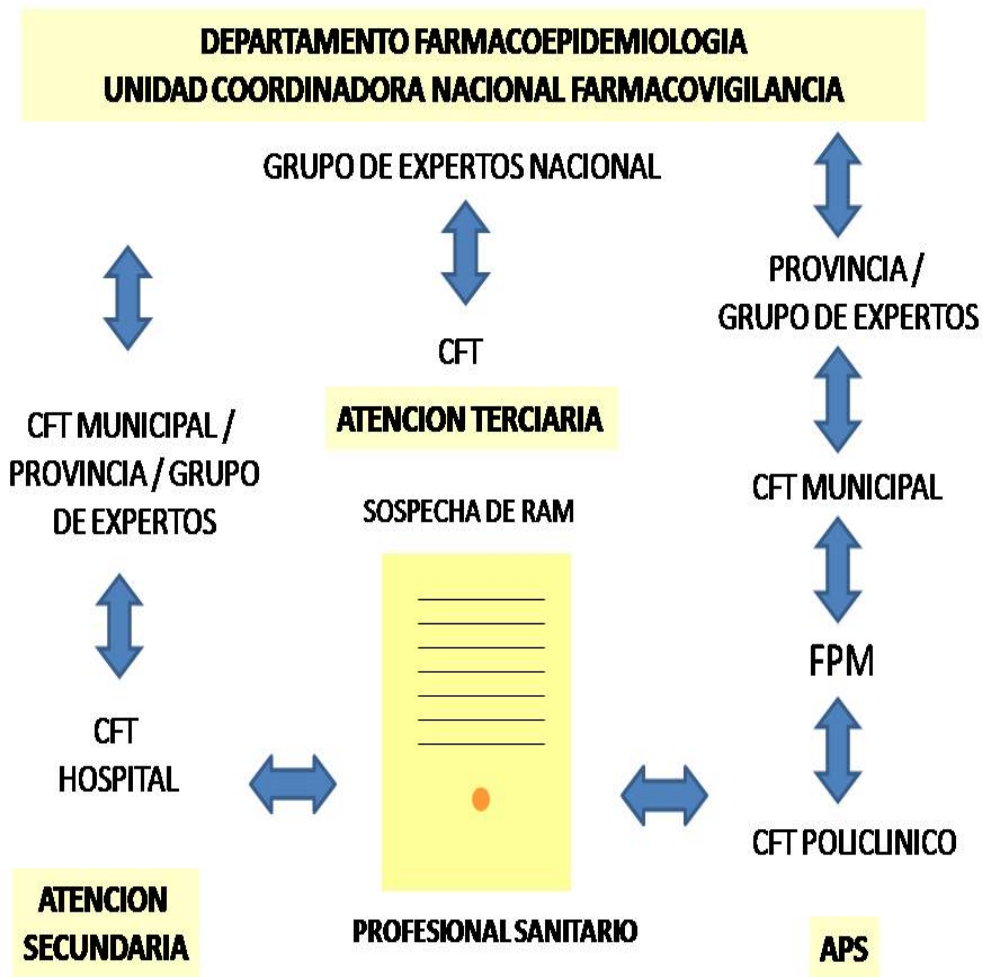 DEPARTAMENTO FARMACOEPIDEMIOLOGIA
UNIDAD COORDINADORA NACIONAL FARMACOVIGILANCIA
GRUPO DE EXPERTOS NACIONAL
PROVINCIA /
GRUPO DE EXPERTOS
CFT
ATENCION TERCIARIA
CFT MUNICIPAL /
PROVINCIA / GRUPO
DE EXPERTOS
CFT MUNICIPAL
SOSPECHA DE RAM
FPM
CFT
HOSPITAL
CFT POLICLINICO
ATENCION
SECUNDARIA
PROFESIONAL SANITARIO
APS